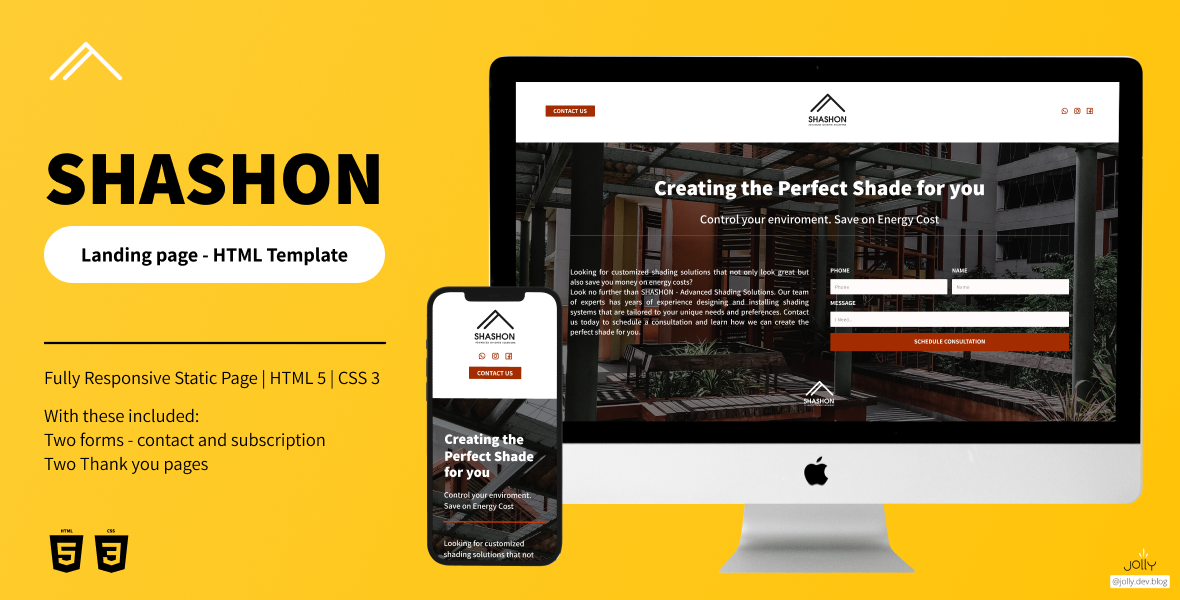 SHASHON
Landing page - HTML Template
Fully Responsive Static Page | HTML 5 | CSS 3
With these included:
Two forms - contact and subscription
Two Thank you pages
HTML
5
CSS
3
CONTACT US
SHASHON
Creating the Perfect Shade for you
Control your enviroment. Save on Energy Cost
Looking for customized shading solutions that not only look great but
also save you money on energy costs?
Look no further than SHASHON - Advanced Shading Solutions. Our team
of experts has years of experience designing and installing shading
systems that are tailored to your unique needs and preferences. Contact
us today to schedule a consultation and learn how we can create the
perfect shade for you.
PHONE
NAME
Phone
Name
MESSAGE
I Need...
SCHEDULE CONSULTATION
SHASHON
SHASHON
CONTACT US
Creating the
Perfect Shade
for you
Control your enviroment.
Save on Energy Cost
Looking for customized
shading solutions that not
jolly
@jolly.dev.blog